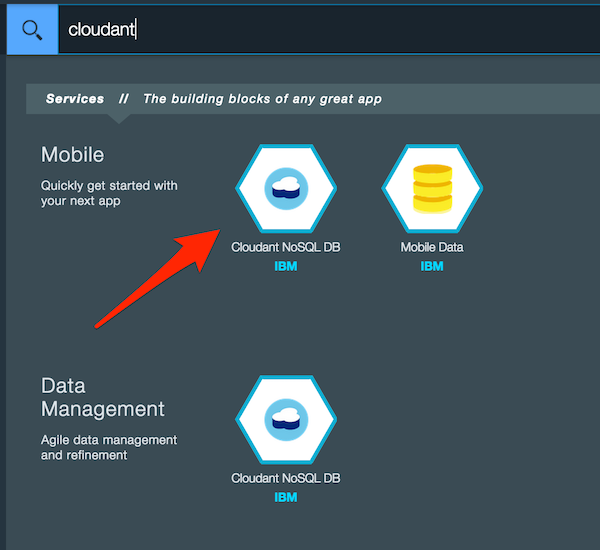 cloudant
Services // The building blocks of any great app
Mobile
Quickly get started with
your next app
Cloudant NoSQL DB
IBM
Mobile Data
IBM
Data
Management
Agile data management
and refinement
Cloudant NoSQL DB
IBM